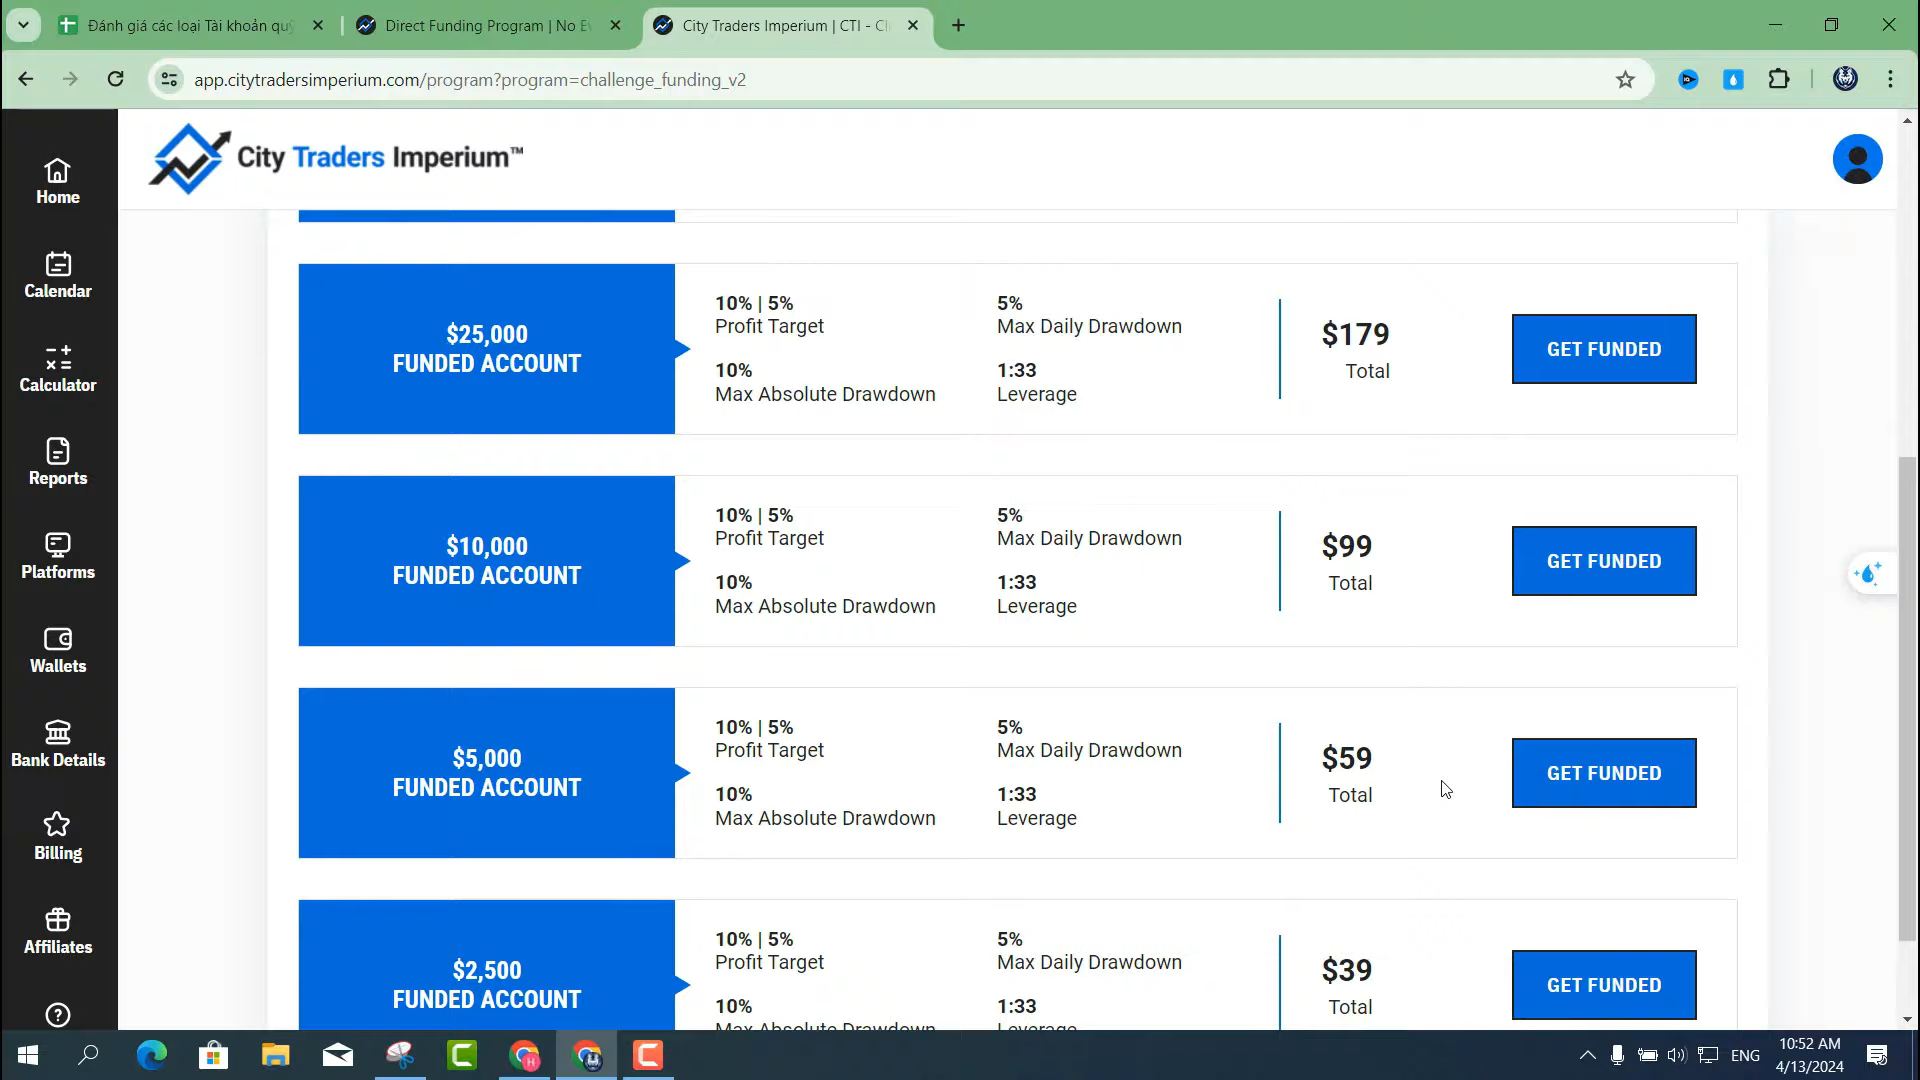 Đánh giá các loại Tài khoản quỹ
Direct Funding Program | No Ev
City Traders Imperium | CTI - Cli
app.citytradersimperium.com/program?program=challenge_funding_v2
City Traders Imperium™
Home
Calendar
Calculator
Reports
Platforms
Wallets
Bank Details
Billing
Affiliates
$25,000
FUNDED ACCOUNT
10% | 5%
Profit Target
10%
Max Absolute Drawdown
5%
Max Daily Drawdown
1:33
Leverage
$179
Total
GET FUNDED
$10,000
FUNDED ACCOUNT
10% | 5%
Profit Target
10%
Max Absolute Drawdown
5%
Max Daily Drawdown
1:33
Leverage
$99
Total
GET FUNDED
$5,000
FUNDED ACCOUNT
10% | 5%
Profit Target
10%
Max Absolute Drawdown
5%
Max Daily Drawdown
1:33
Leverage
$59
Total
GET FUNDED
$2,500
FUNDED ACCOUNT
10% | 5%
Profit Target
10%
Max Absolute Drawdown
5%
Max Daily Drawdown
1:33
Leverage
$39
Total
GET FUNDED
ENG
10:52 AM
4/13/2024